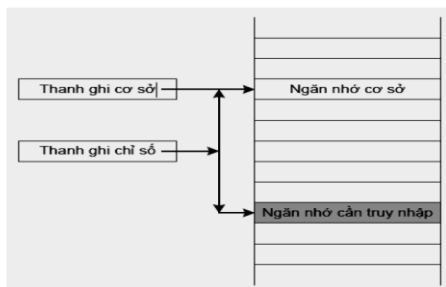 Thanh ghi cơ sở
Ngăn nhớ cơ sở
Thanh ghi chỉ số
Ngăn nhớ cần truy nhập